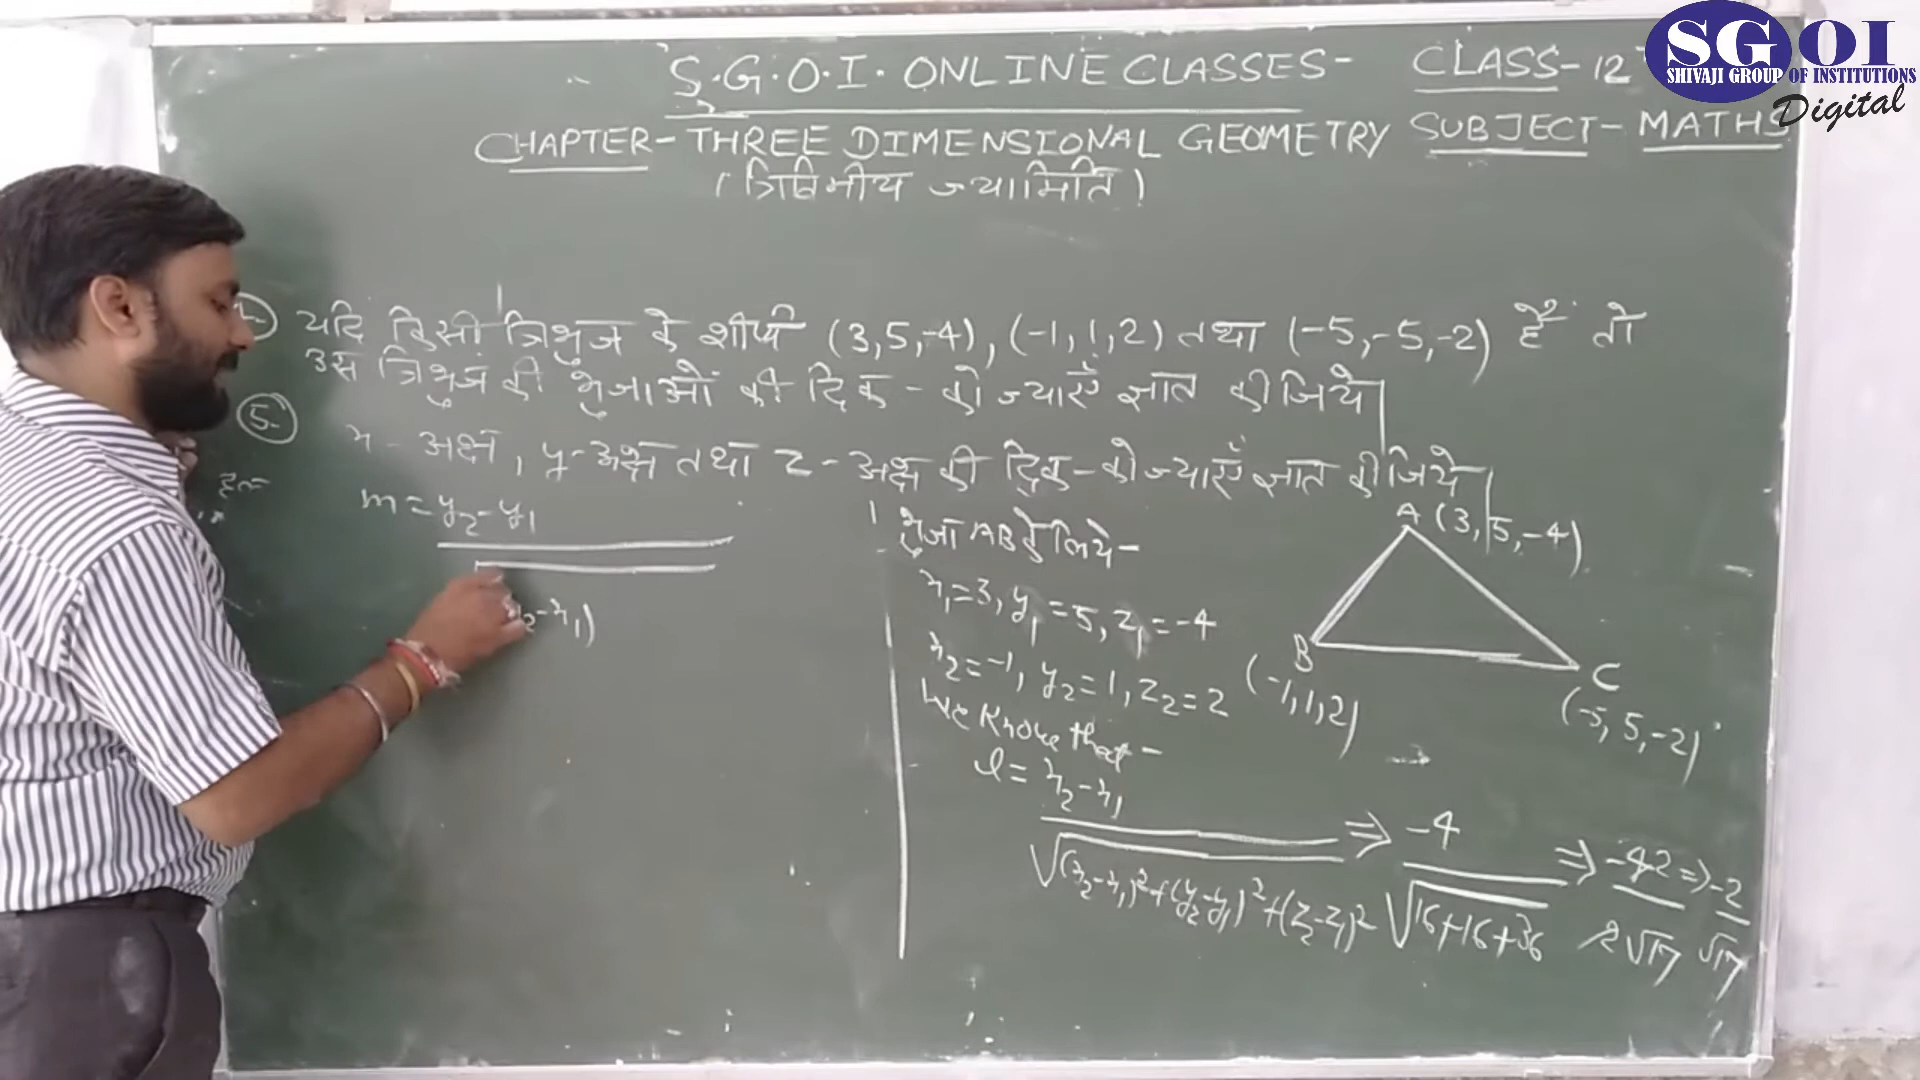 S.G.O.I. ONLINE CLASSES- CLASS-12
CHAPTER-THREE DIMENSIONAL GEOMETRY SUBJECT-MATHS
(त्रिविमीय ज्यामिति)
SGOI
SHIVAJI GROUP OF INSTITUTIONS
Digital
यदि किसी त्रिभुज के शीर्ष (3,5,-4), (-1,1,2) तथा (-5,-5,-2) हैं तो
उस त्रिभुज की भुजाओं की दिक-कोज्याएँ ज्ञात कीजिये|
5- x-अक्ष, y-अक्ष तथा z-अक्ष की दिक-कोज्याएँ ज्ञात कीजिये|
हल
m = y₂-y₁
₂-x₁)
भुजा AB के लिये-
x₁=3, y₁=5, z₁=-4
x₂=-1, y₂=1, z₂=2
We know that-
l = x₂-x₁
√(x₂-x₁)²+(y₂-y₁)²+(z₂-z₁)²
⇒ -4
√16+16+36
⇒ -42 ⇒ -2
2√17 √17
A (3,5,-4)
B
(-1,1,2)
C
(-5,5,-2)